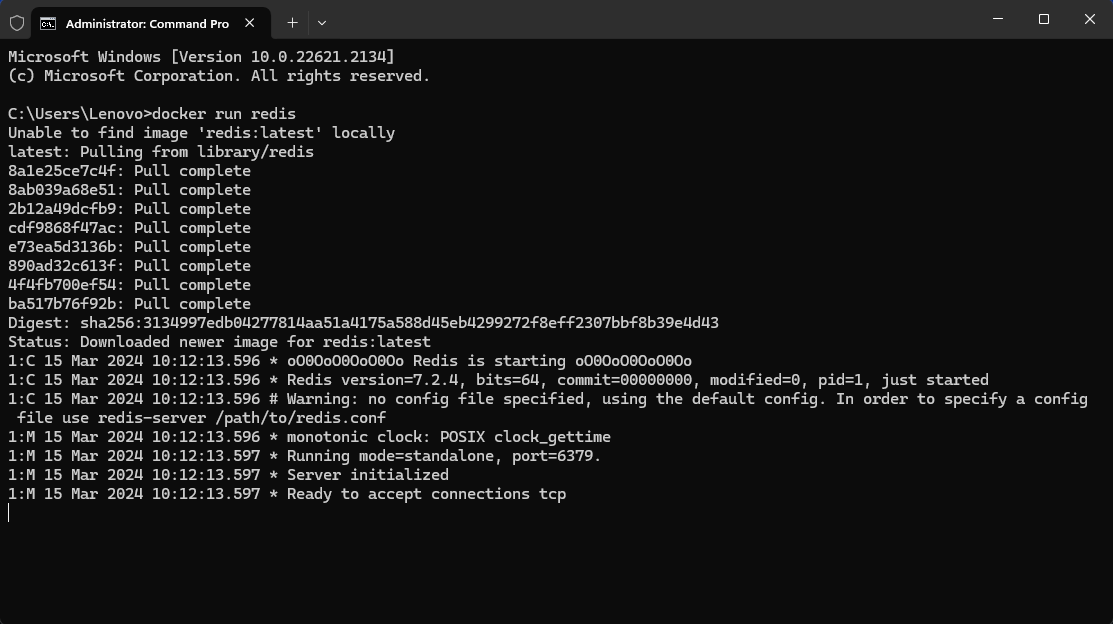 Administrator: Command Pro
Microsoft Windows [Version 10.0.22621.2134]
(c) Microsoft Corporation. All rights reserved.
C:\Users\Lenovo>docker run redis
Unable to find image 'redis:latest' locally
latest: Pulling from library/redis
8a1e25ce7c4f: Pull complete
8ab039a68e51: Pull complete
2b12a49dcfb9: Pull complete
cdf9868f47ac: Pull complete
e73ea5d3136b: Pull complete
890ad32c613f: Pull complete
4f4fb700ef54: Pull complete
ba517b76f92b: Pull complete
Digest: sha256:3134997edb04277814aa51a4175a588d45eb4299272f8eff2307bbf8b39e4d43
Status: Downloaded newer image for redis:latest
1:C 15 Mar 2024 10:12:13.596 * oO0OoO0OoO0Oo Redis is starting oO0OoO0OoO0Oo
1:C 15 Mar 2024 10:12:13.596 * Redis version=7.2.4, bits=64, commit=00000000, modified=0, pid=1, just started
1:C 15 Mar 2024 10:12:13.596 # Warning: no config file specified, using the default config. In order to specify a config
file use redis-server /path/to/redis.conf
1:M 15 Mar 2024 10:12:13.596 * monotonic clock: POSIX clock_gettime
1:M 15 Mar 2024 10:12:13.597 * Running mode=standalone, port=6379.
1:M 15 Mar 2024 10:12:13.597 * Server initialized
1:M 15 Mar 2024 10:12:13.597 * Ready to accept connections tcp